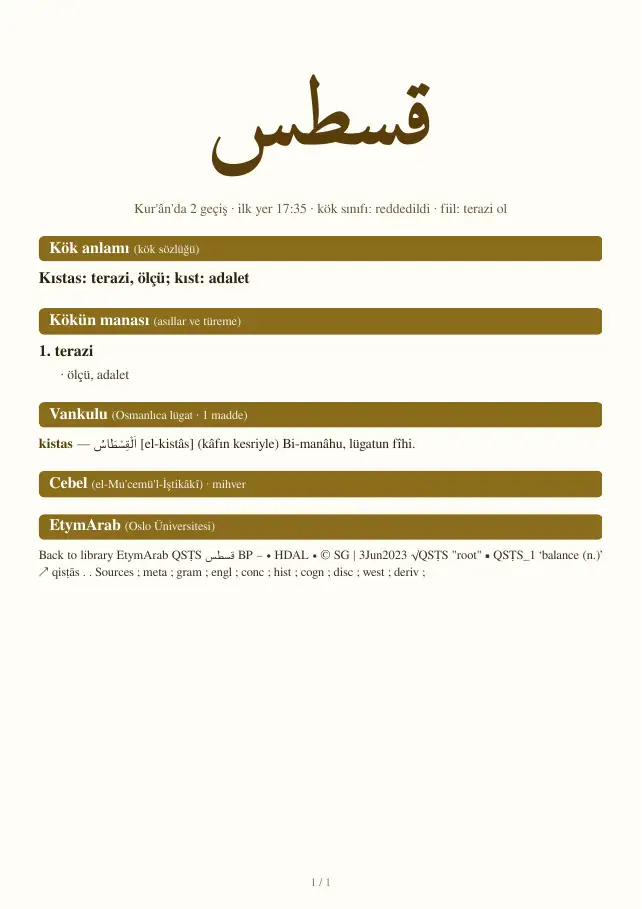 قسطس
Kur'ân'da 2 geçiş · ilk yer 17:35 · kök sınıfı: reddedildi · fiil: terazi ol
Kök anlamı (kök sözlüğü)
Kıstas: terazi, ölçü; kıst: adalet
Kökün manası (asıllar ve türeme)
1. terazi
· ölçü, adalet
Vankulu (Osmanlıca lügat · 1 madde)
kistas — اَلْقِسْطَاسُ [el-kistâs] (kâfın kesriyle) Bi-manâhu, lügatun fîhi.
Cebel (el-Mu'cemü'l-İştikâkî) · mihver
EtymArab (Oslo Üniversitesi)
Back to library EtymArab QSṬS قسطس BP – • HDAL • © SG | 3Jun2023 √QSṬS "root" ▪ QSṬS_1 ‘balance (n.)’
↗ qisṭās . . Sources ; meta ; gram ; engl ; conc ; hist ; cogn ; disc ; west ; deriv ;
1 / 1